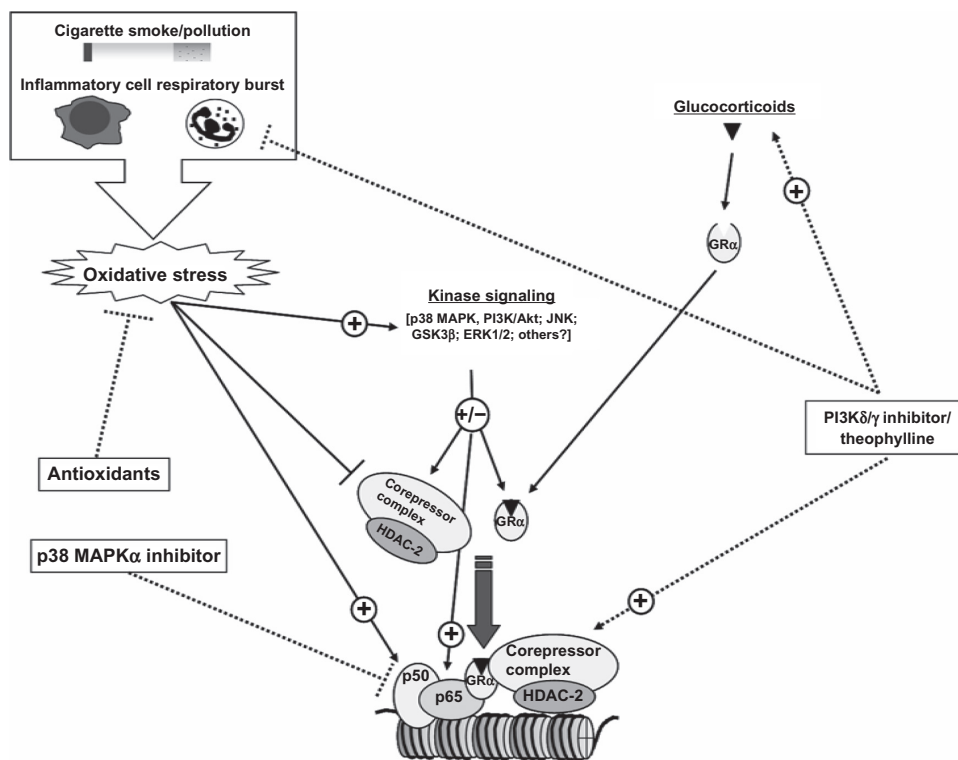 Cigarette smoke/pollution
Inflammatory cell respiratory burst
Glucocorticoids
+
GRα
Oxidative stress
Kinase signaling
[p38 MAPK, PI3K/Akt; JNK;
GSK3β; ERK1/2; others?]
+
+/−
PI3Kδ/γ inhibitor/
theophylline
Antioxidants
Corepressor
complex
HDAC-2
GRα
p38 MAPKα inhibitor
+
+
+
Corepressor
complex
HDAC-2
p50
p65
GRα